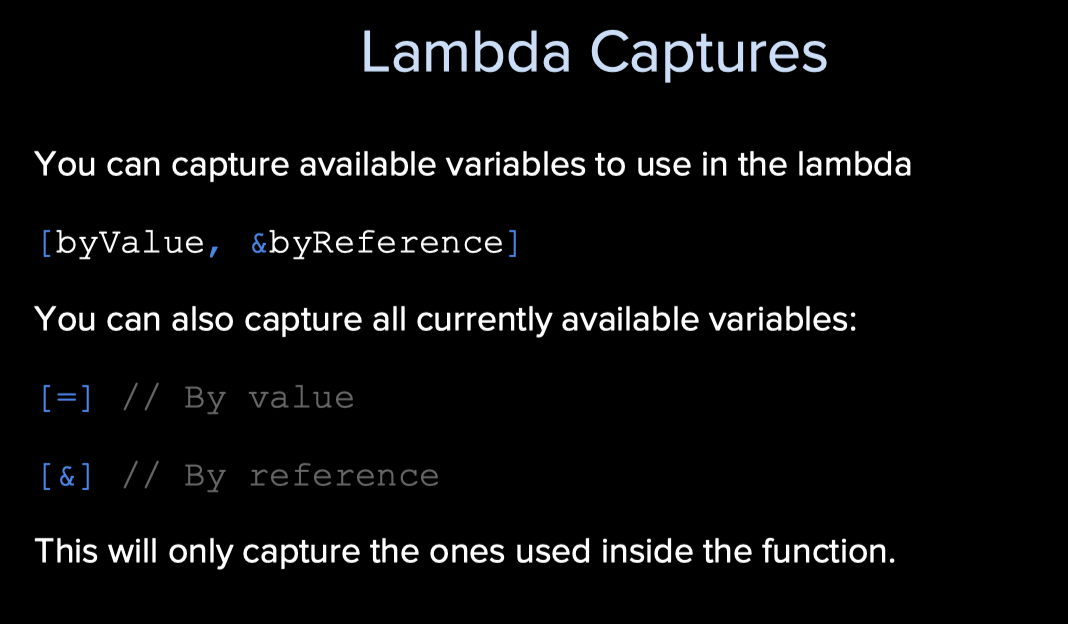 Lambda Captures
You can capture available variables to use in the lambda
[byValue, &byReference]
You can also capture all currently available variables:
[=] // By value
[&] // By reference
This will only capture the ones used inside the function.